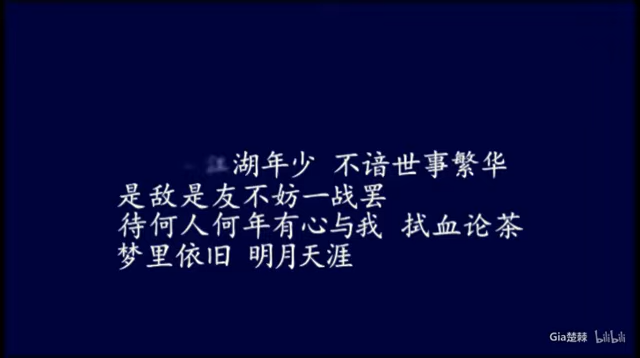 江湖年少 不谙世事繁华
是敌是友不妨一战罢
待何人何年有心与我 拭血论茶
梦里依旧 明月天涯
Gia楚棘 bilibili